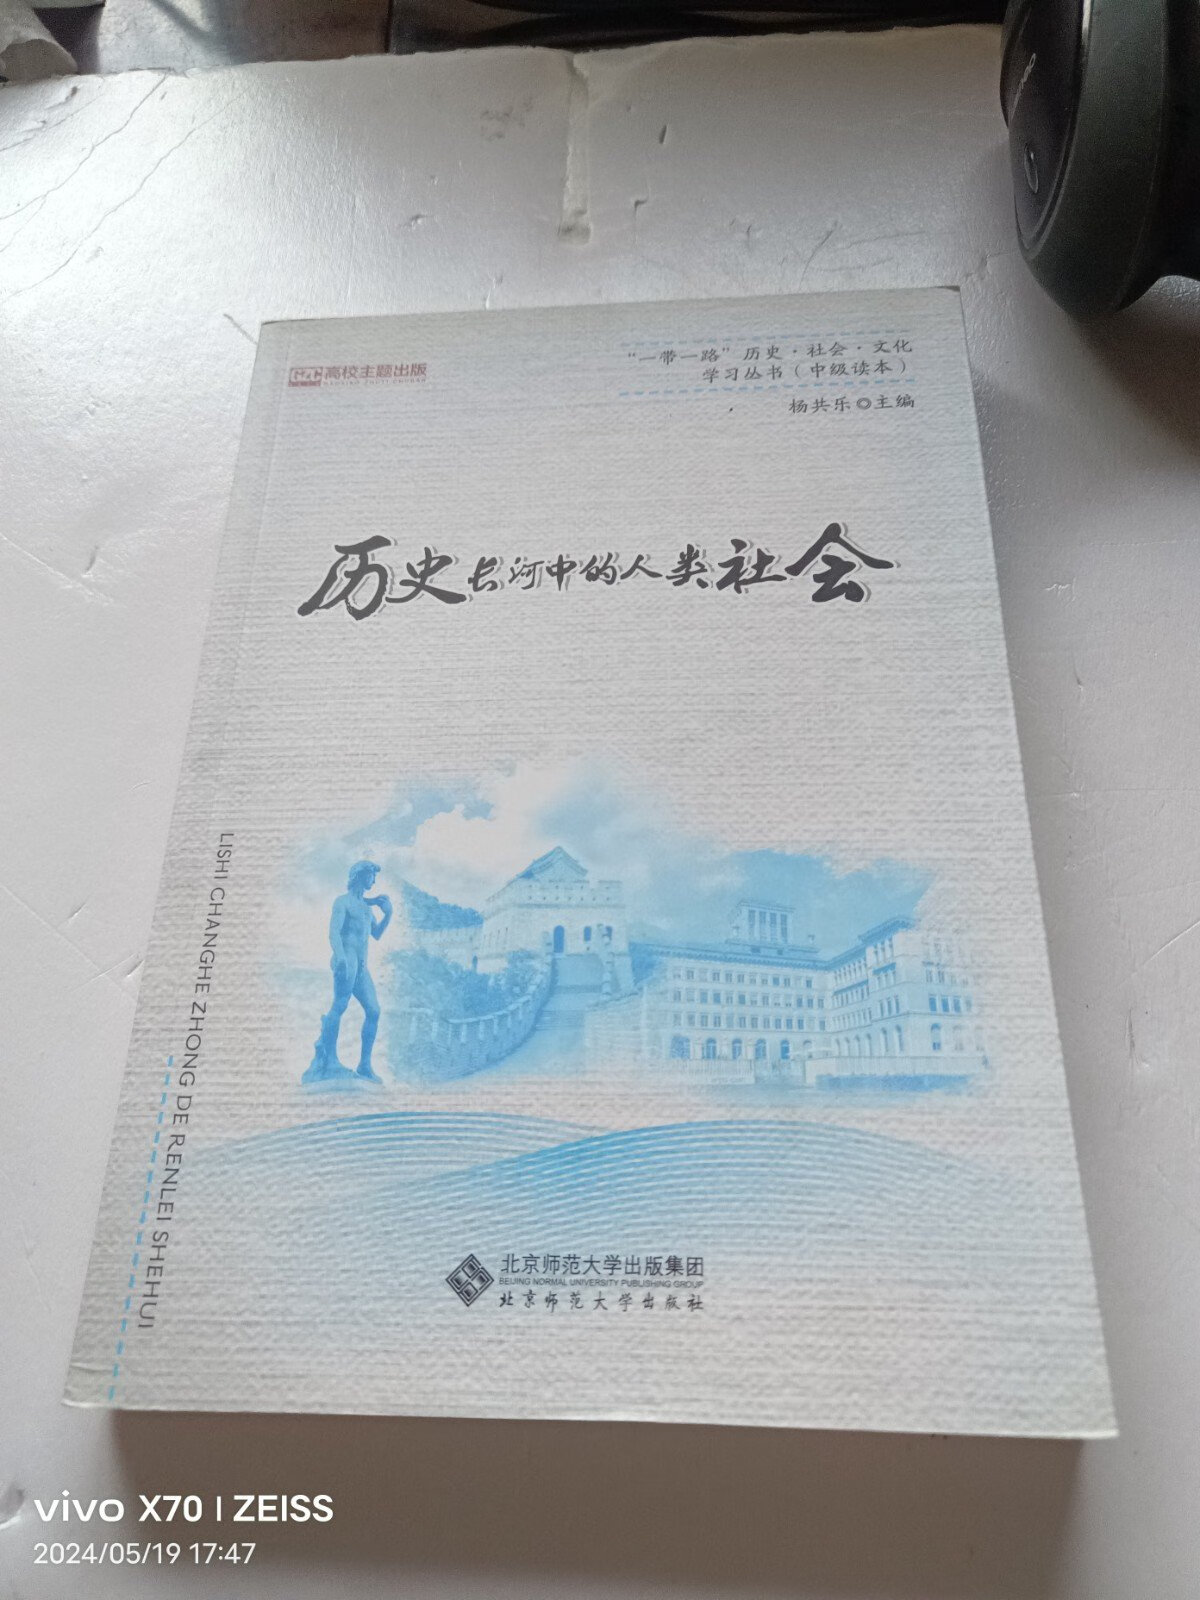 高校主题出版
GAOXIAO ZHUTI CHUBAN
“一带一路”历史·社会·文化
学习丛书（中级读本）
杨共乐◎主编
历史长河中的人类社会
LISHI CHANGHE ZHONG DE RENLEI SHEHUI
北京师范大学出版集团
BEIJING NORMAL UNIVERSITY PUBLISHING GROUP
北京师范大学出版社
vivo X70 | ZEISS
2024/05/19 17:47